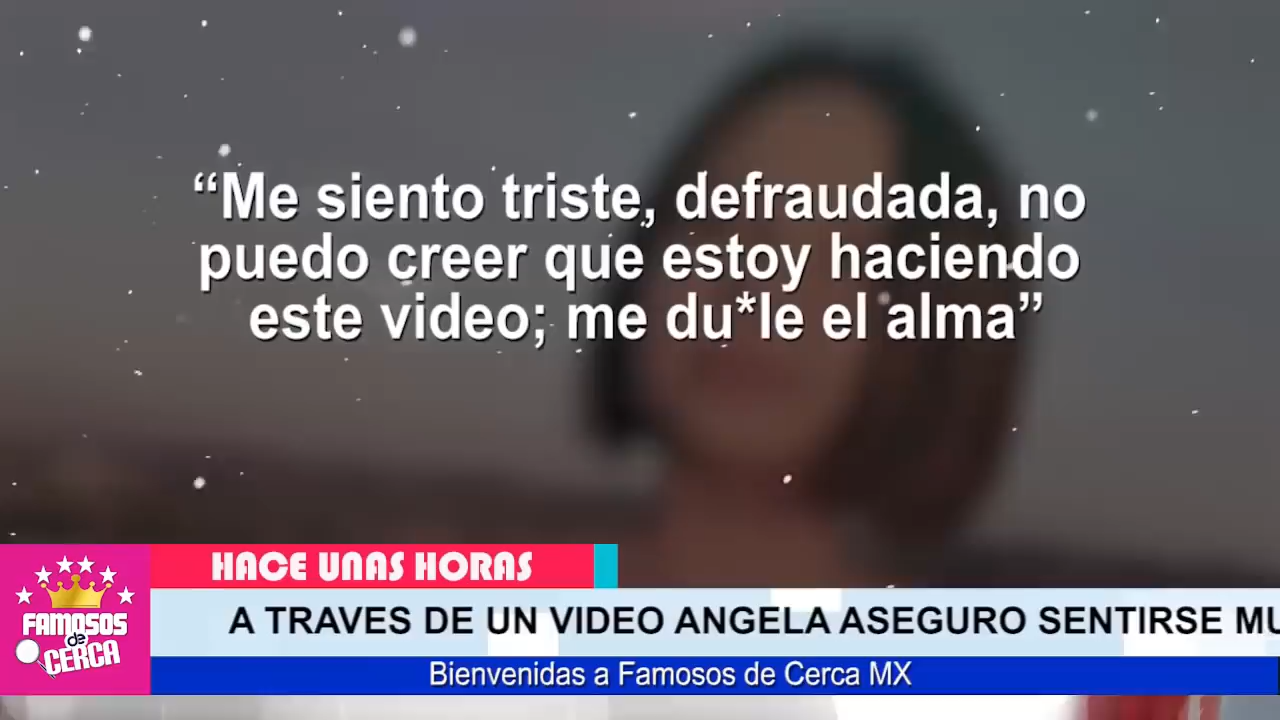 “Me siento triste, defraudada, no
puedo creer que estoy haciendo
este video; me du*le el alma”
HACE UNAS HORAS
A TRAVES DE UN VIDEO ANGELA ASEGURO SENTIRSE MU
FAMOSOS
de
CERCA
Bienvenidas a Famosos de Cerca MX